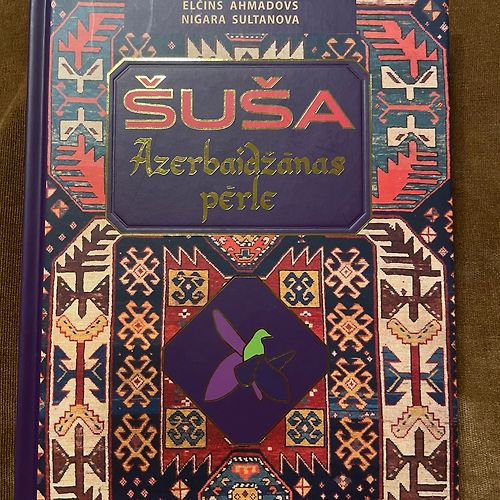 ELČINS AHMADOVS
NIGARA SULTANOVA
ŠUŠA
Azerbaidžānas
pērle